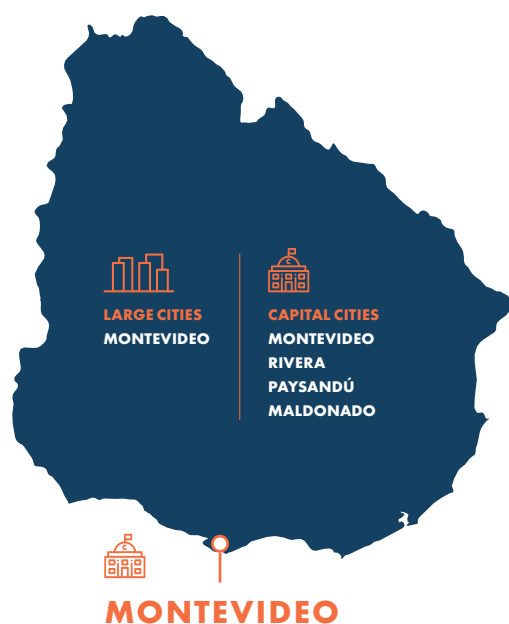 LARGE CITIES
MONTEVIDEO
CAPITAL CITIES
MONTEVIDEO
RIVERA
PAYSANDÚ
MALDONADO
MONTEVIDEO